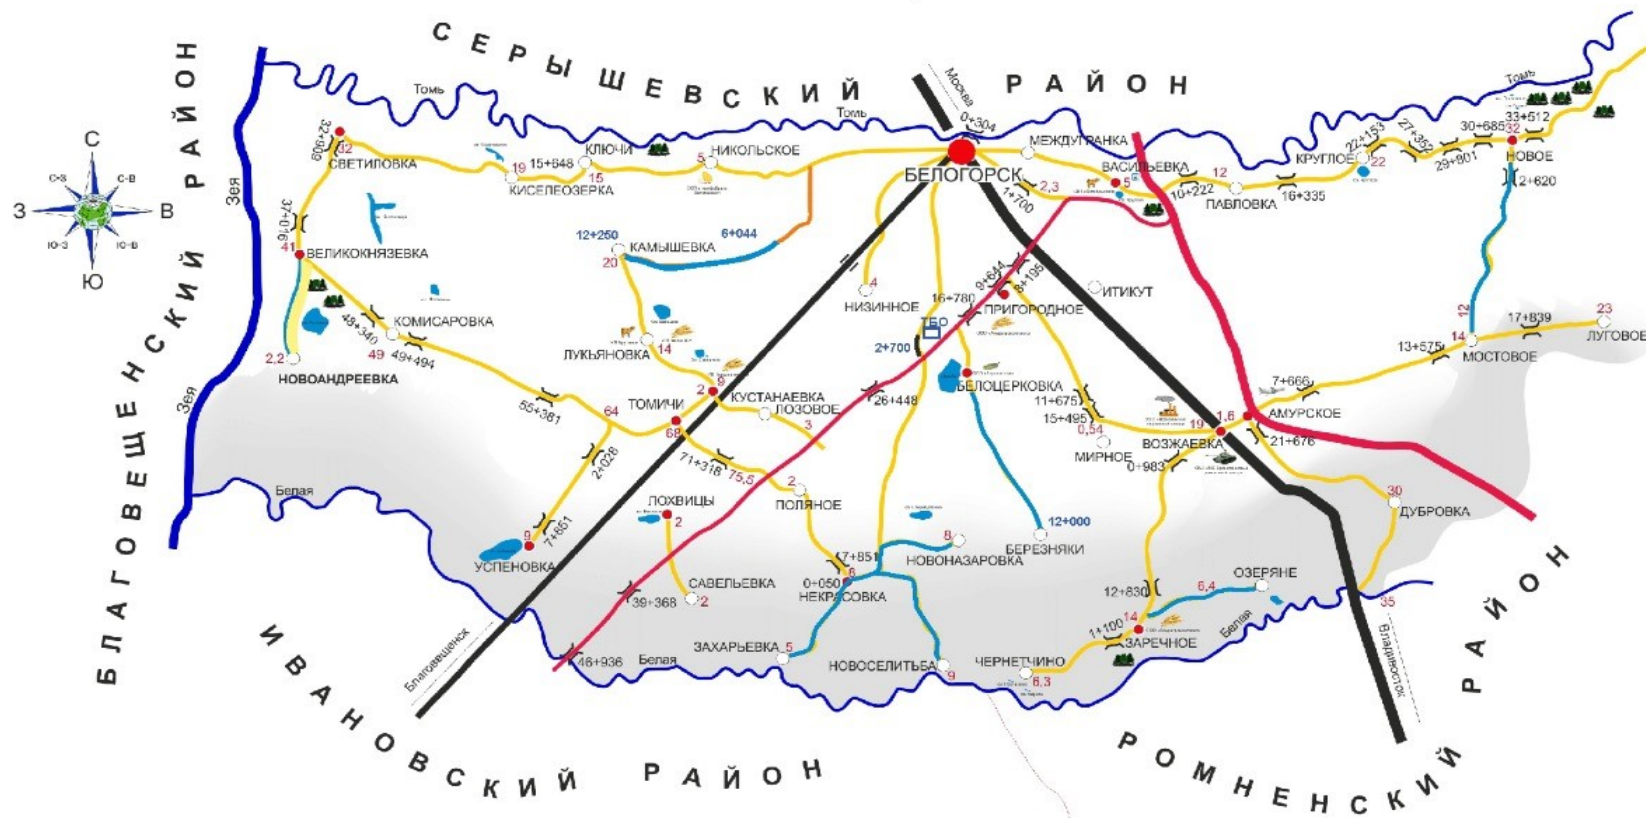 СЕРЫШЕВСКИЙ РАЙОН
БЛАГОВЕЩЕНСКИЙ РАЙОН
ИВАНОВСКИЙ РАЙОН
РОМНЕНСКИЙ РАЙОН
С
С-З
С-В
З
В
Ю-З
Ю-В
Ю
Зея
Зея
Томь
Томь
Томь
Москва
0+304
32+909
32
СВЕТИЛОВКА
19
КИСЕЛЕОЗЕРКА
15+648
КЛЮЧИ
15
5
НИКОЛЬСКОЕ
БЕЛОГОРСК
МЕЖДУГРАНКА
ВАСИЛЬЕВКА
5
2,3
1+700
10+222
12
ПАВЛОВКА
16+335
КРУГЛОЕ
22+153
22
27+353
29+801
30+685
33+512
32
НОВОЕ
2+620
37+016
41
ВЕЛИКОКНЯЗЕВКА
2,2
НОВОАНДРЕЕВКА
48+340
КОМИСАРОВКА
49
49+494
12+250
КАМЫШЕВКА
20
6+044
ЛУКЬЯНОВКА
14
4
НИЗИННОЕ
16+780
ТБО
2+700
9+644
8+195
ПРИГОРОДНОЕ
ИТИКУТ
БЕЛОЦЕРКОВКА
26+448
11+675
15+495
0,54
МИРНОЕ
19
ВОЗЖАЕВКА
1,6
АМУРСКОЕ
7+666
21+676
13+575
12
14
МОСТОВОЕ
17+839
23
ЛУГОВОЕ
0+983
55+381
64
ТОМИЧИ
68
2
9
КУСТАНАЕВКА
ЛОЗОВОЕ
3
2+028
71+318
75,5
2
ПОЛЯНОЕ
Белая
9
7+651
УСПЕНОВКА
ЛОХВИЦЫ
2
САВЕЛЬЕВКА
2
39+368
46+936
Белая
7+851
0+050
8
НЕКРАСОВКА
8
НОВОНАЗАРОВКА
12+000
БЕРЕЗНЯКИ
ЗАХАРЬЕВКА
5
НОВОСЕЛИТЬБА
9
ЧЕРНЕТЧИНО
6,3
1+100
12+830
14
ЗАРЕЧНОЕ
6,4
ОЗЕРЯНЕ
Белая
30
ДУБРОВКА
35
Благовещенск
Владивосток